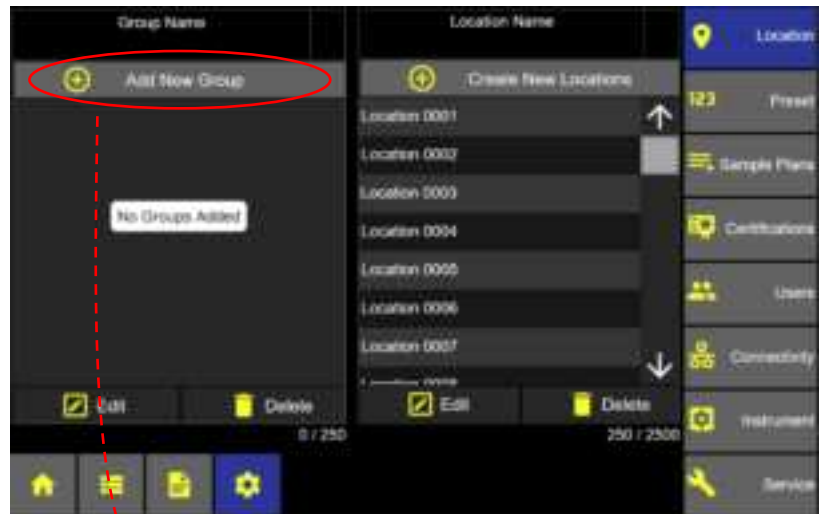 Group Name
Add New Group
No Groups Added
Edit
Delete
0 / 250
Location Name
Create New Locations
Location 0001
Location 0002
Location 0003
Location 0004
Location 0005
Location 0006
Location 0007
Edit
Delete
250 / 2500
Location
123 Preset
Sample Plans
Certifications
Users
Connectivity
Instrument
Service